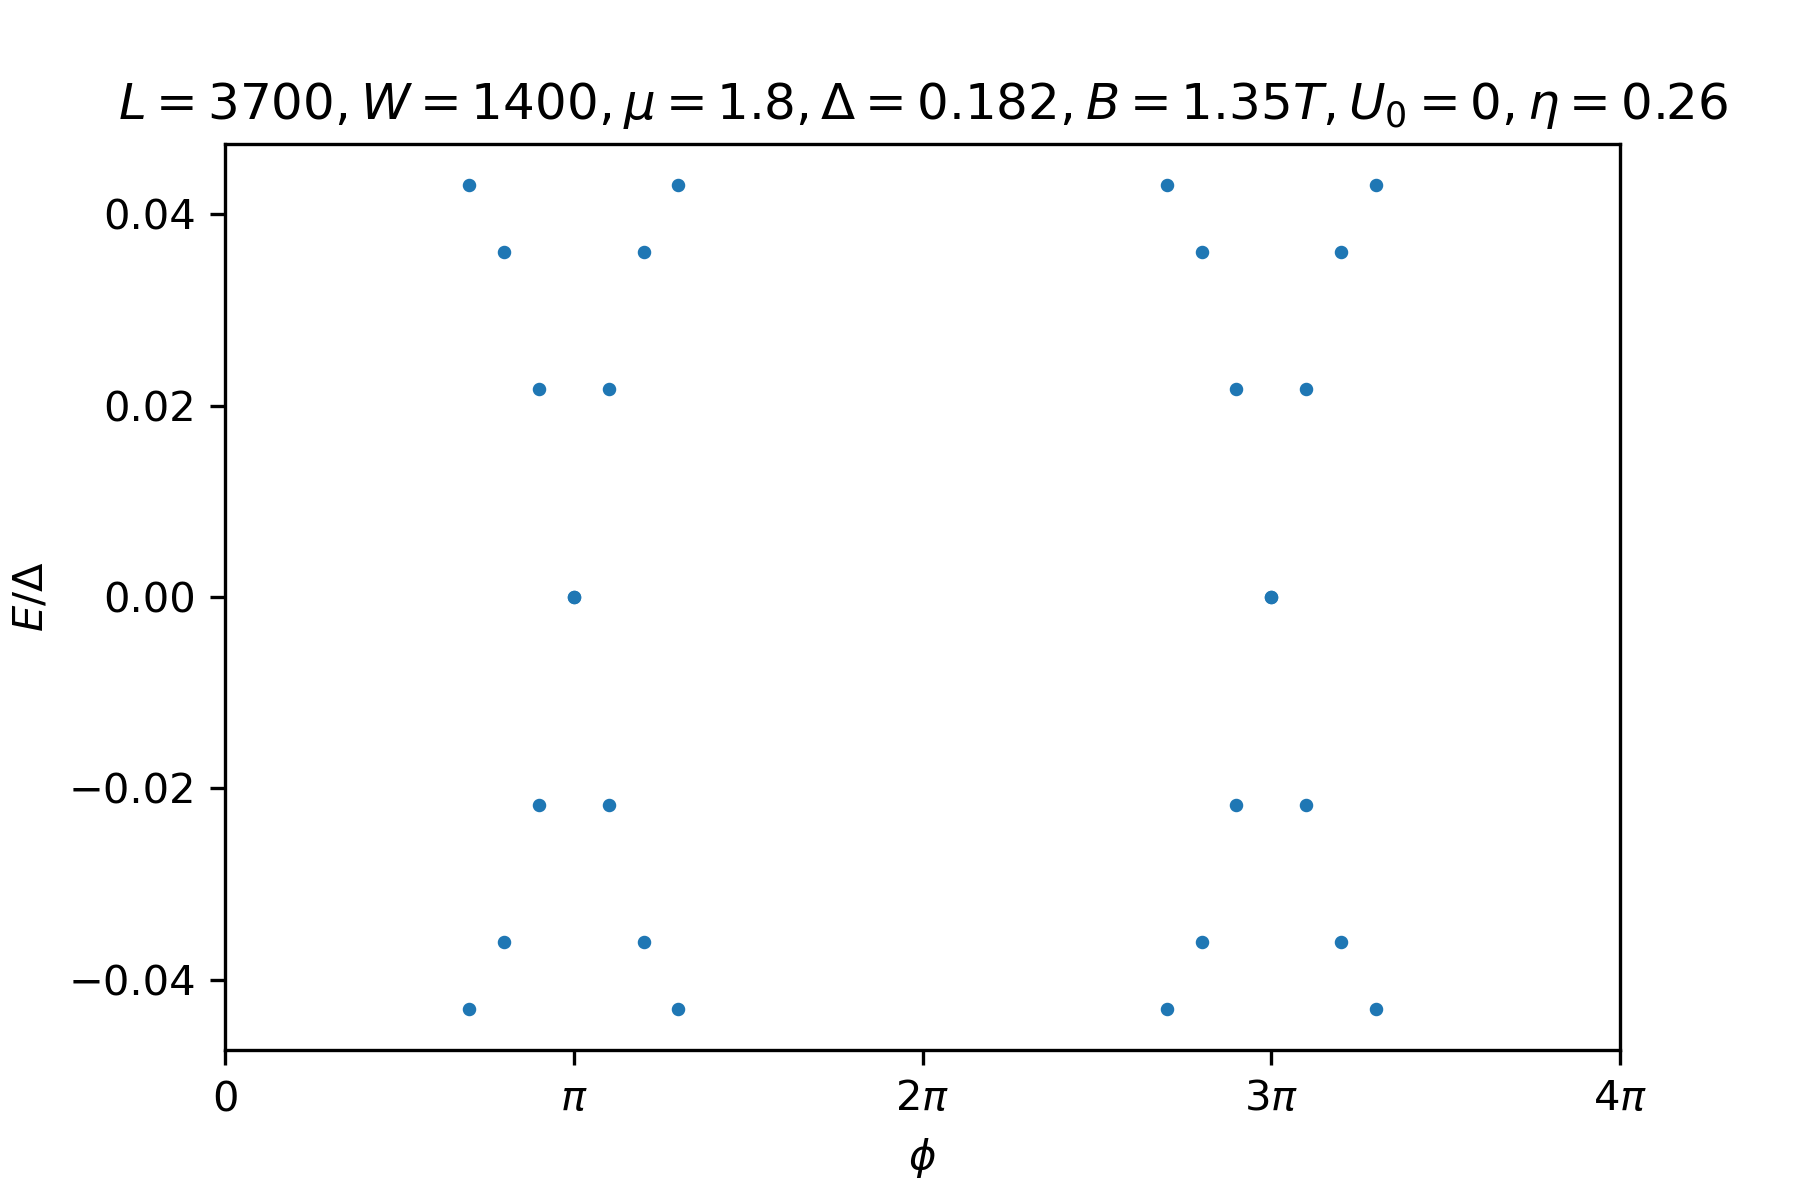 L = 3700, W = 1400, μ = 1.8, Δ = 0.182, B = 1.35T, U₀ = 0, η = 0.26
0.04
0.02
0.00
−0.02
−0.04
E/Δ
0 π 2π 3π 4π
ϕ